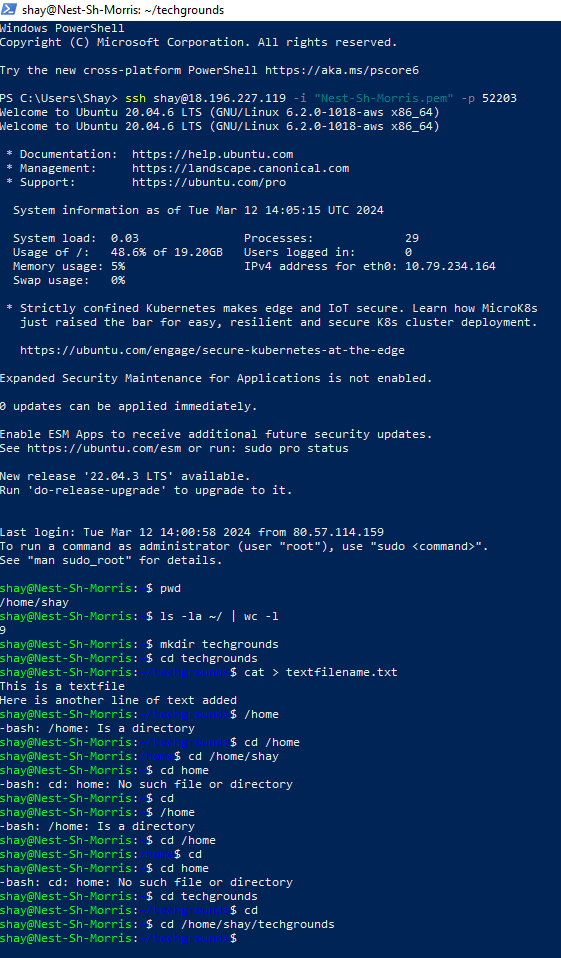 shay@Nest-Sh-Morris: ~/techgrounds
Windows PowerShell
Copyright (C) Microsoft Corporation. All rights reserved.
Try the new cross-platform PowerShell https://aka.ms/pscore6
PS C:\Users\Shay> ssh shay@18.196.227.119 -i "Nest-Sh-Morris.pem" -p 52203
Welcome to Ubuntu 20.04.6 LTS (GNU/Linux 6.2.0-1018-aws x86_64)
Welcome to Ubuntu 20.04.6 LTS (GNU/Linux 6.2.0-1018-aws x86_64)
* Documentation:  https://help.ubuntu.com
* Management:     https://landscape.canonical.com
* Support:        https://ubuntu.com/pro
System information as of Tue Mar 12 14:05:15 UTC 2024
System load:  0.03               Processes:             29
Usage of /:   48.6% of 19.20GB   Users logged in:       0
Memory usage: 5%                 IPv4 address for eth0: 10.79.234.164
Swap usage:   0%
* Strictly confined Kubernetes makes edge and IoT secure. Learn how MicroK8s
just raised the bar for easy, resilient and secure K8s cluster deployment.
https://ubuntu.com/engage/secure-kubernetes-at-the-edge
Expanded Security Maintenance for Applications is not enabled.
0 updates can be applied immediately.
Enable ESM Apps to receive additional future security updates.
See https://ubuntu.com/esm or run: sudo pro status
New release '22.04.3 LTS' available.
Run 'do-release-upgrade' to upgrade to it.
Last login: Tue Mar 12 14:00:58 2024 from 80.57.114.159
To run a command as administrator (user "root"), use "sudo <command>".
See "man sudo_root" for details.
shay@Nest-Sh-Morris:~$ pwd
/home/shay
shay@Nest-Sh-Morris:~$ ls -la ~/ | wc -l
9
shay@Nest-Sh-Morris:~$ mkdir techgrounds
shay@Nest-Sh-Morris:~$ cd techgrounds
shay@Nest-Sh-Morris:~/techgrounds$ cat > textfilename.txt
This is a textfile
Here is another line of text added
shay@Nest-Sh-Morris:~/techgrounds$ /home
-bash: /home: Is a directory
shay@Nest-Sh-Morris:~/techgrounds$ cd /home
shay@Nest-Sh-Morris:/home$ cd /home/shay
shay@Nest-Sh-Morris:~$ cd home
-bash: cd: home: No such file or directory
shay@Nest-Sh-Morris:~$ cd
shay@Nest-Sh-Morris:~$ /home
-bash: /home: Is a directory
shay@Nest-Sh-Morris:~$ cd /home
shay@Nest-Sh-Morris:/home$ cd
shay@Nest-Sh-Morris:~$ cd home
-bash: cd: home: No such file or directory
shay@Nest-Sh-Morris:~$ cd techgrounds
shay@Nest-Sh-Morris:~/techgrounds$ cd
shay@Nest-Sh-Morris:~$ cd /home/shay/techgrounds
shay@Nest-Sh-Morris:~/techgrounds$